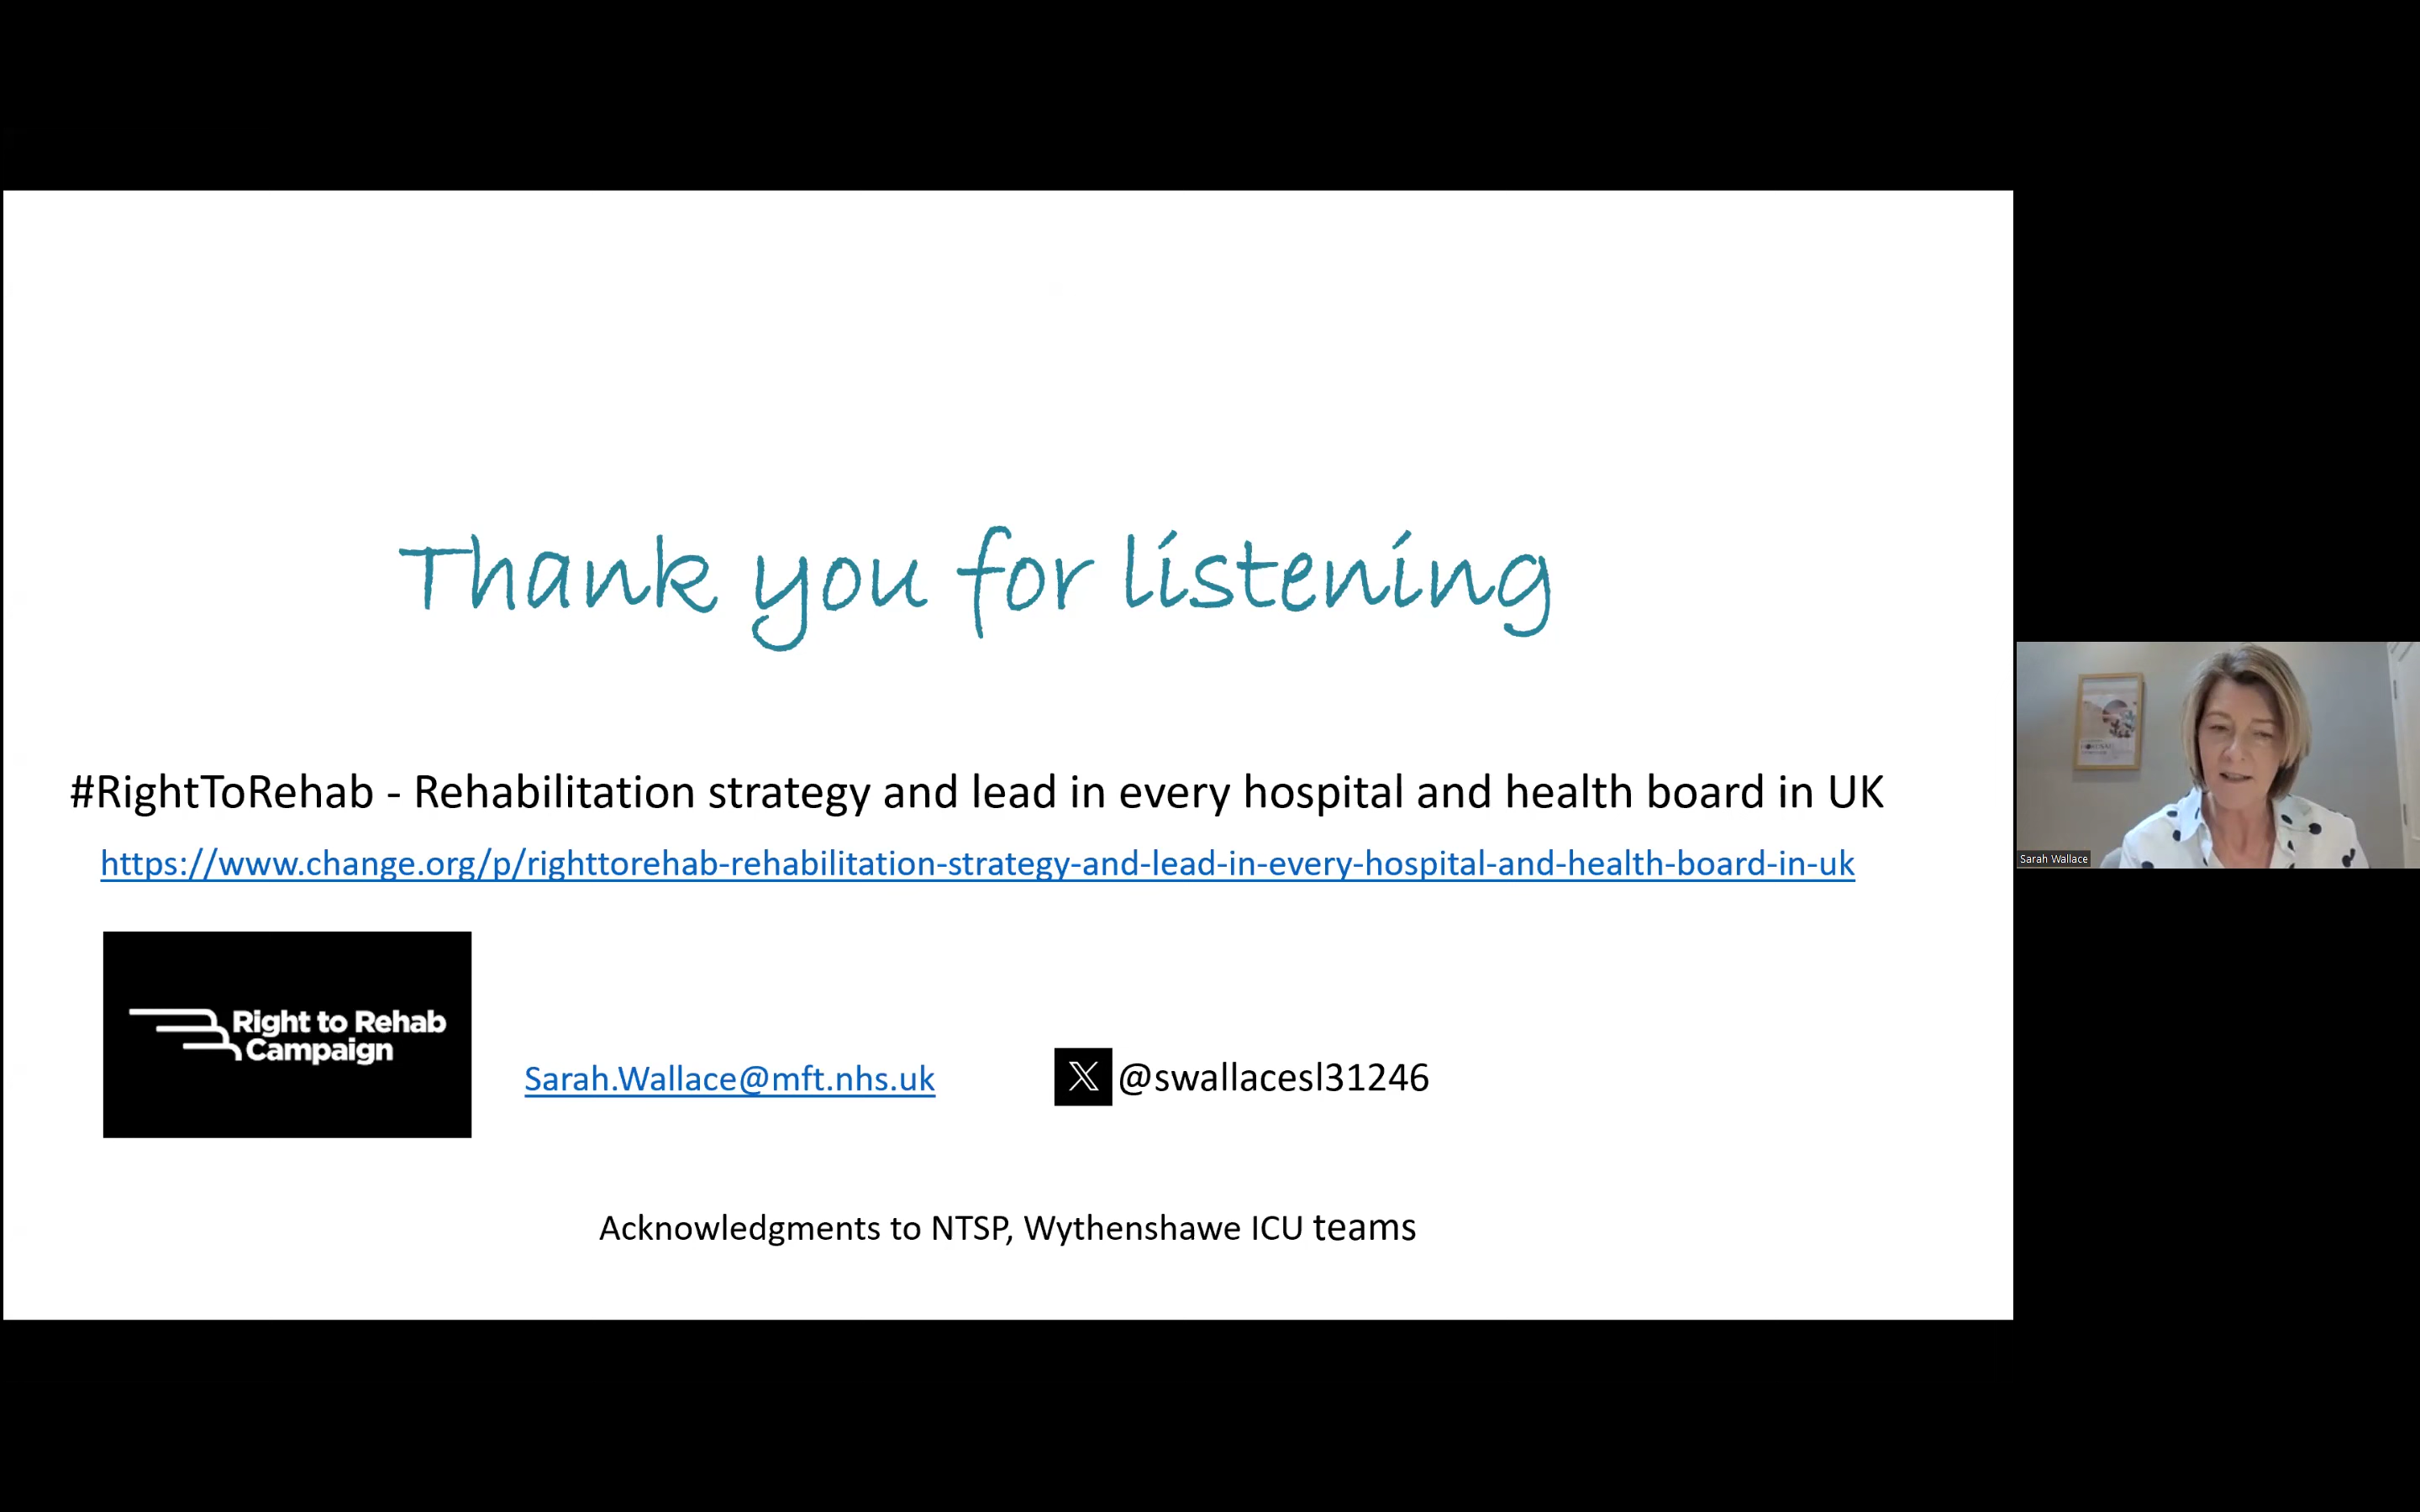 Thank you for listening
#RightToRehab - Rehabilitation strategy and lead in every hospital and health board in UK
https://www.change.org/p/righttorehab-rehabilitation-strategy-and-lead-in-every-hospital-and-health-board-in-uk
Right to Rehab
Campaign
Sarah.Wallace@mft.nhs.uk
@swallacesl31246
Acknowledgments to NTSP, Wythenshawe ICU teams
Sarah Wallace